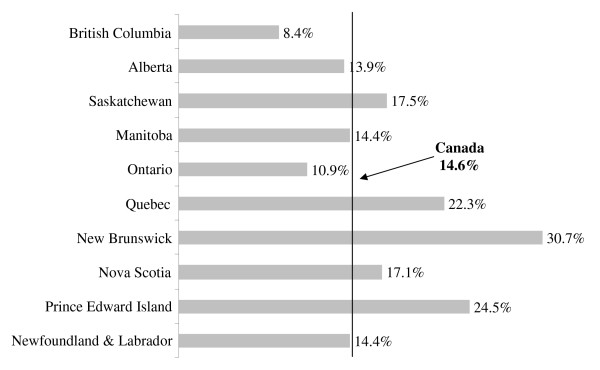 British Columbia 8.4%
Alberta 13.9%
Saskatchewan 17.5%
Manitoba 14.4%
Canada
14.6%
Ontario 10.9%
Quebec 22.3%
New Brunswick 30.7%
Nova Scotia 17.1%
Prince Edward Island 24.5%
Newfoundland & Labrador 14.4%